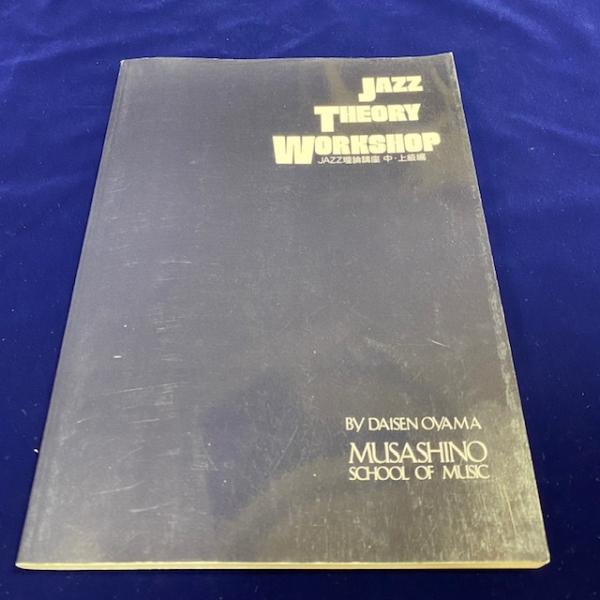 JAZZ
THEORY
WORKSHOP
JAZZ理論講座 中・上級編
BY DAISEN OYAMA
MUSASHINO
SCHOOL OF MUSIC